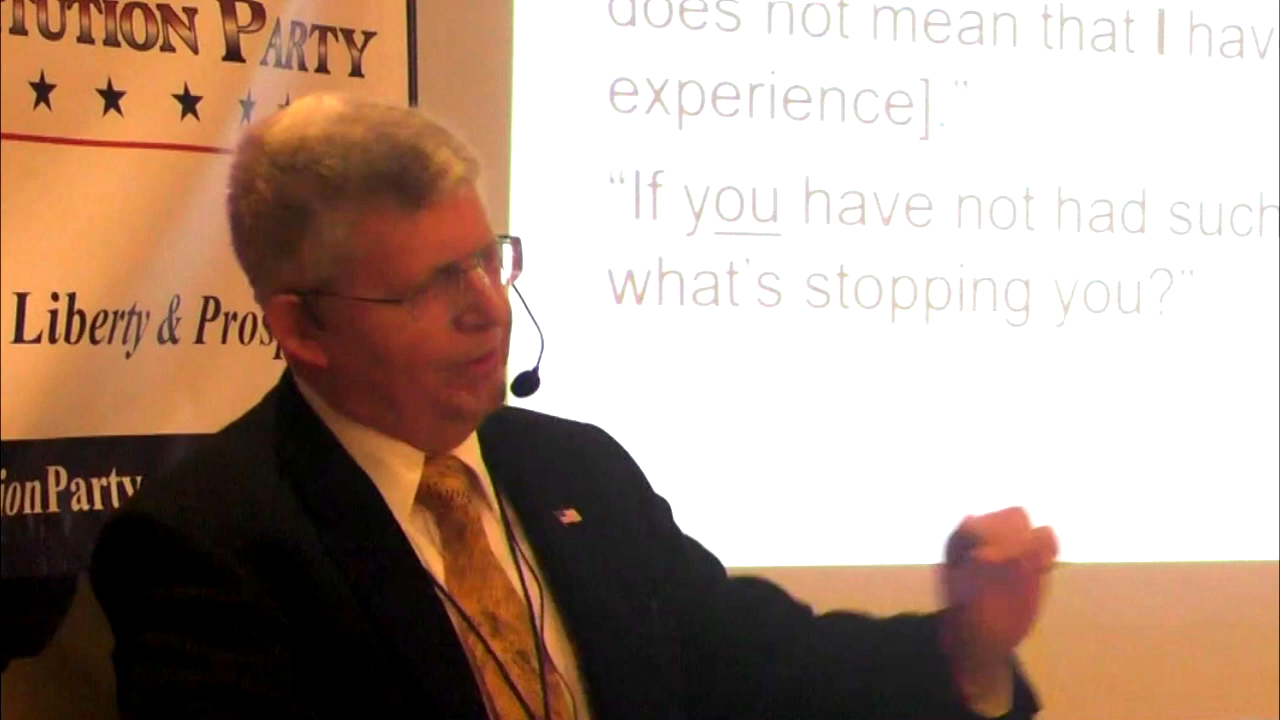 TUTION PARTY
Liberty & Pros
ionParty
does not mean that I hav
experience]."
"If you have not had such
what's stopping you?"